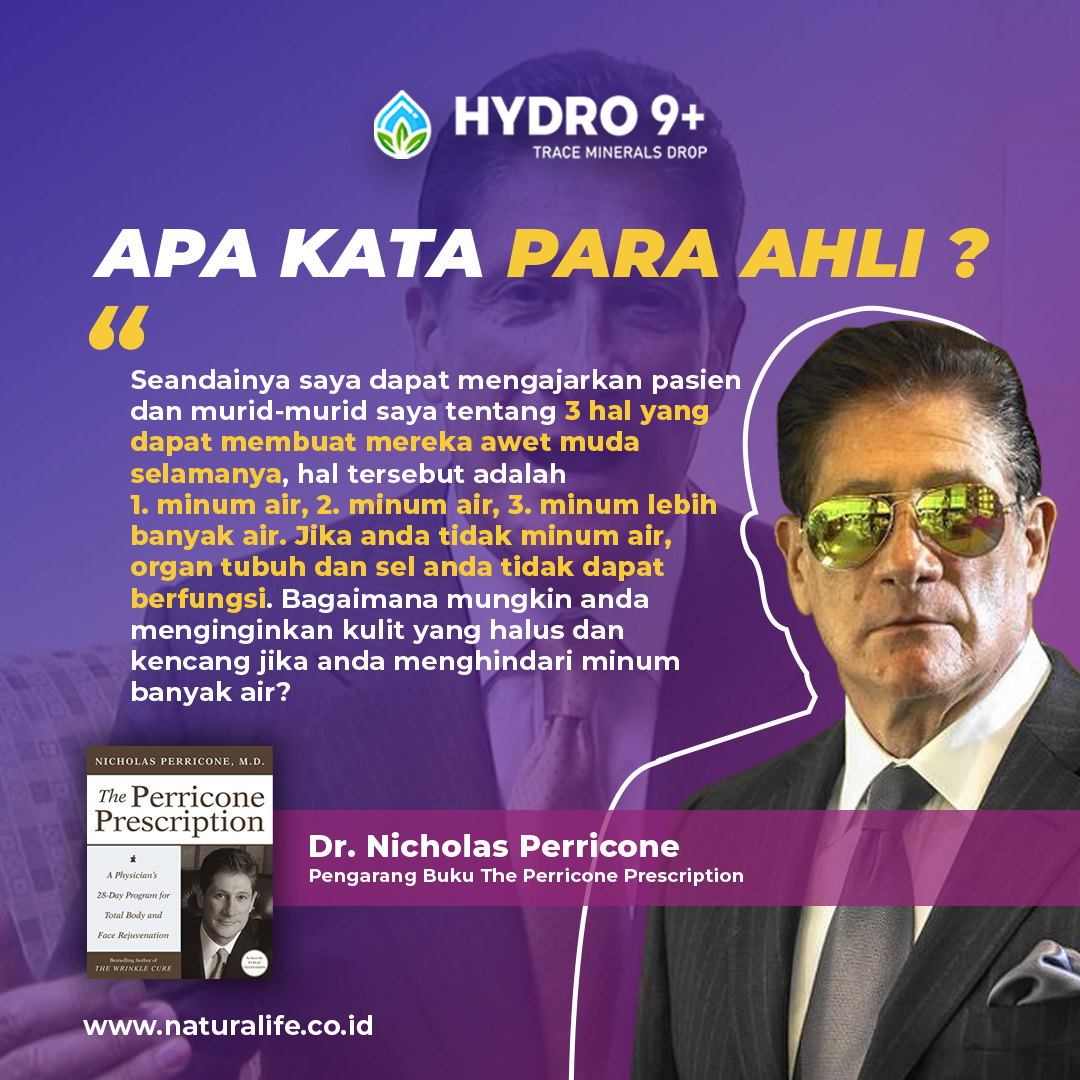 HYDRO 9+
TRACE MINERALS DROP
APA KATA PARA AHLI ?
“
Seandainya saya dapat mengajarkan pasien
dan murid-murid saya tentang 3 hal yang
dapat membuat mereka awet muda
selamanya, hal tersebut adalah
1. minum air, 2. minum air, 3. minum lebih
banyak air. Jika anda tidak minum air,
organ tubuh dan sel anda tidak dapat
berfungsi. Bagaimana mungkin anda
menginginkan kulit yang halus dan
kencang jika anda menghindari minum
banyak air?
NICHOLAS PERRICONE, M.D.
The Perricone
Prescription
A Physician's
28-Day Program for
Total Body and
Face Rejuvenation
Bestselling Author of
THE WRINKLE CURE
As Seen On
PUBLIC
TELEVISION
Dr. Nicholas Perricone
Pengarang Buku The Perricone Prescription
www.naturalife.co.id